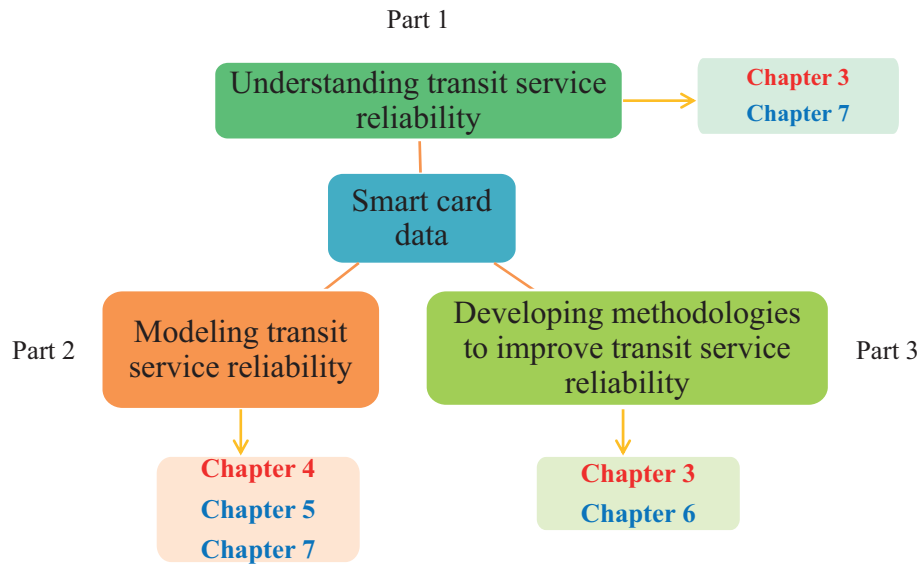 Part 1
Understanding transit service
reliability
Chapter 3
Chapter 7
Smart card
data
Part 2
Modeling transit
service reliability
Developing methodologies
to improve transit service
reliability
Part 3
Chapter 4
Chapter 5
Chapter 7
Chapter 3
Chapter 6